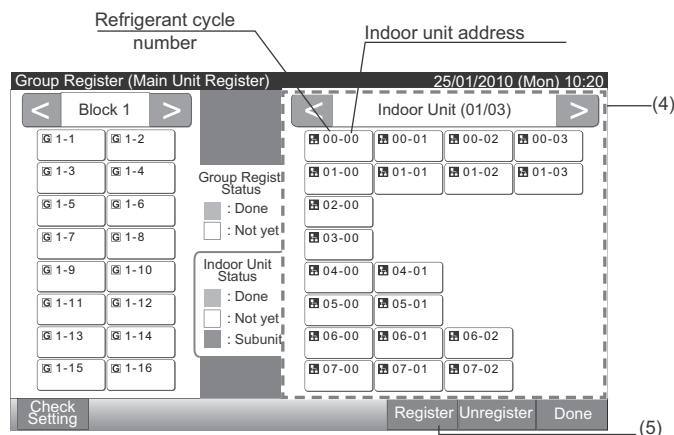 Refrigerant cycle
number
Indoor unit address
Group Register (Main Unit Register) 25/01/2010 (Mon) 10:20
< Block 1 > < Indoor Unit (01/03) > (4)
G 1-1 G 1-2 00-00 00-01 00-02 00-03
G 1-3 G 1-4 01-00 01-01 01-02 01-03
Group Regist
Status
G 1-5 G 1-6 : Done 02-00
G 1-7 G 1-8 : Not yet 03-00
Indoor Unit
Status
G 1-9 G 1-10 04-00 04-01
G 1-11 G 1-12 : Done 05-00 05-01
: Not yet
G 1-13 G 1-14 : Subunit 06-00 06-01 06-02
G 1-15 G 1-16 07-00 07-01 07-02
Check
Setting
Register Unregister Done
(5)